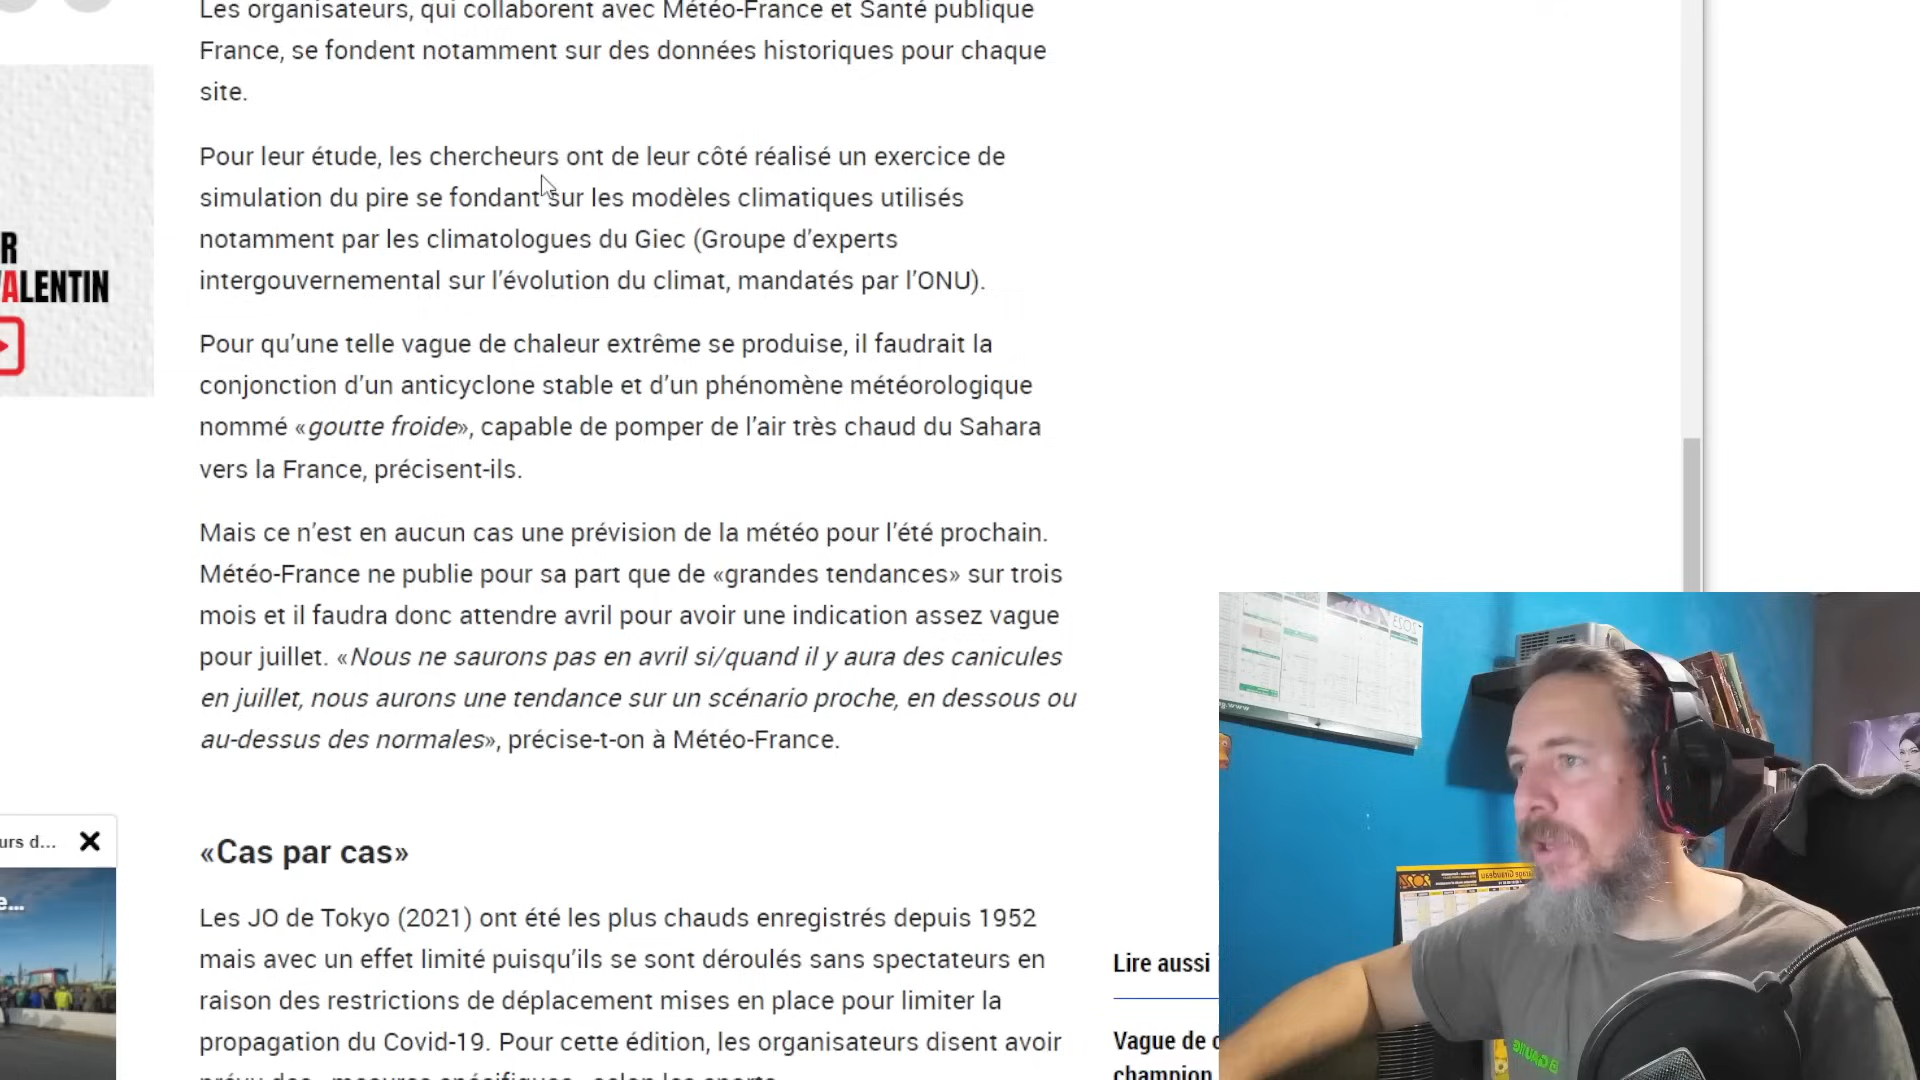 Les organisateurs, qui collaborent avec Météo-France et Santé publique
France, se fondent notamment sur des données historiques pour chaque
site.
Pour leur étude, les chercheurs ont de leur côté réalisé un exercice de
simulation du pire se fondant sur les modèles climatiques utilisés
notamment par les climatologues du Giec (Groupe d’experts
intergouvernemental sur l’évolution du climat, mandatés par l’ONU).
R
ALENTIN
Pour qu’une telle vague de chaleur extrême se produise, il faudrait la
conjonction d’un anticyclone stable et d’un phénomène météorologique
nommé «goutte froide», capable de pomper de l’air très chaud du Sahara
vers la France, précisent-ils.
Mais ce n’est en aucun cas une prévision de la météo pour l’été prochain.
Météo-France ne publie pour sa part que de «grandes tendances» sur trois
mois et il faudra donc attendre avril pour avoir une indication assez vague
pour juillet. «Nous ne saurons pas en avril si/quand il y aura des canicules
en juillet, nous aurons une tendance sur un scénario proche, en dessous ou
au-dessus des normales», précise-t-on à Météo-France.
urs d...
e...
«Cas par cas»
Les JO de Tokyo (2021) ont été les plus chauds enregistrés depuis 1952
mais avec un effet limité puisqu’ils se sont déroulés sans spectateurs en
raison des restrictions de déplacement mises en place pour limiter la
propagation du Covid-19. Pour cette édition, les organisateurs disent avoir
prévu des «mesures spécifiques» selon les sports
Lire aussi
Vague de c
champion